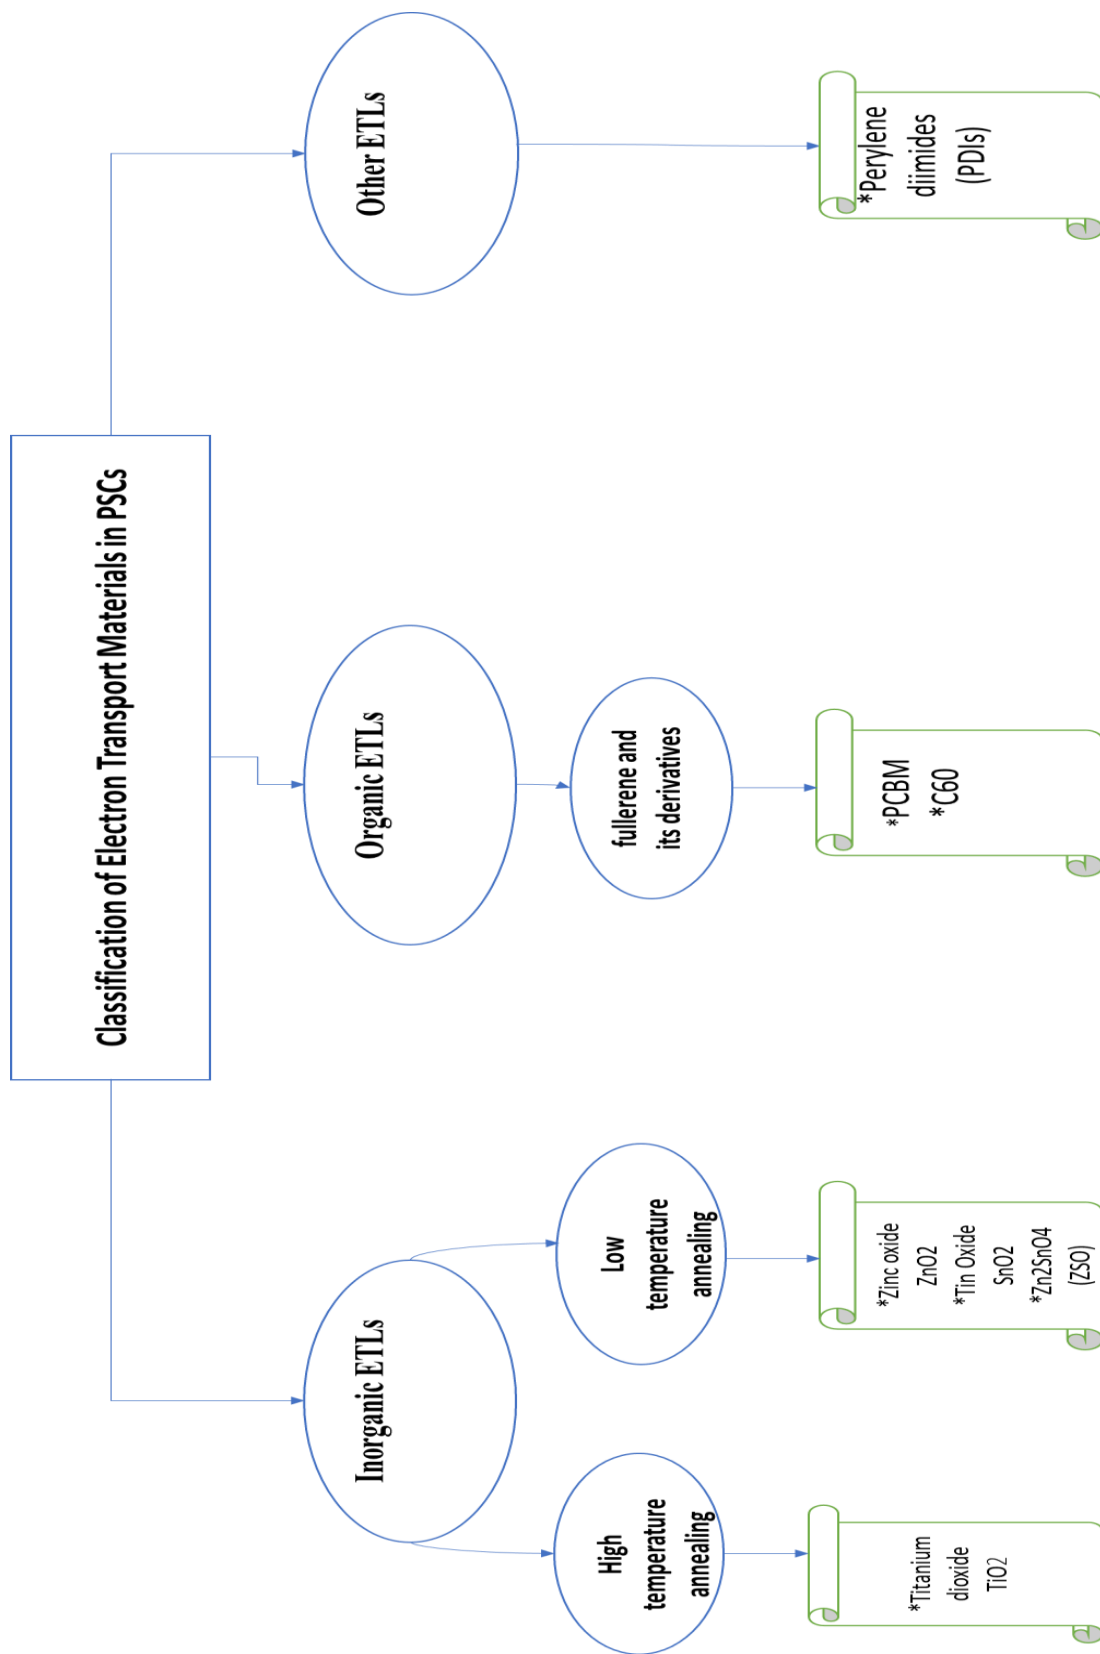 Classification of Electron Transport Materials in PSCs
Inorganic ETLs
Organic ETLs
Other ETLs
High
temperature
annealing
Low
temperature
annealing
fullerene and
its derivatives
*Titanium
dioxide
TiO2
*Zinc oxide
ZnO2
*Tin Oxide
SnO2
*Zn2SnO4
(ZSO)
*PCBM
*C60
*Perylene
diimides
(PDIs)